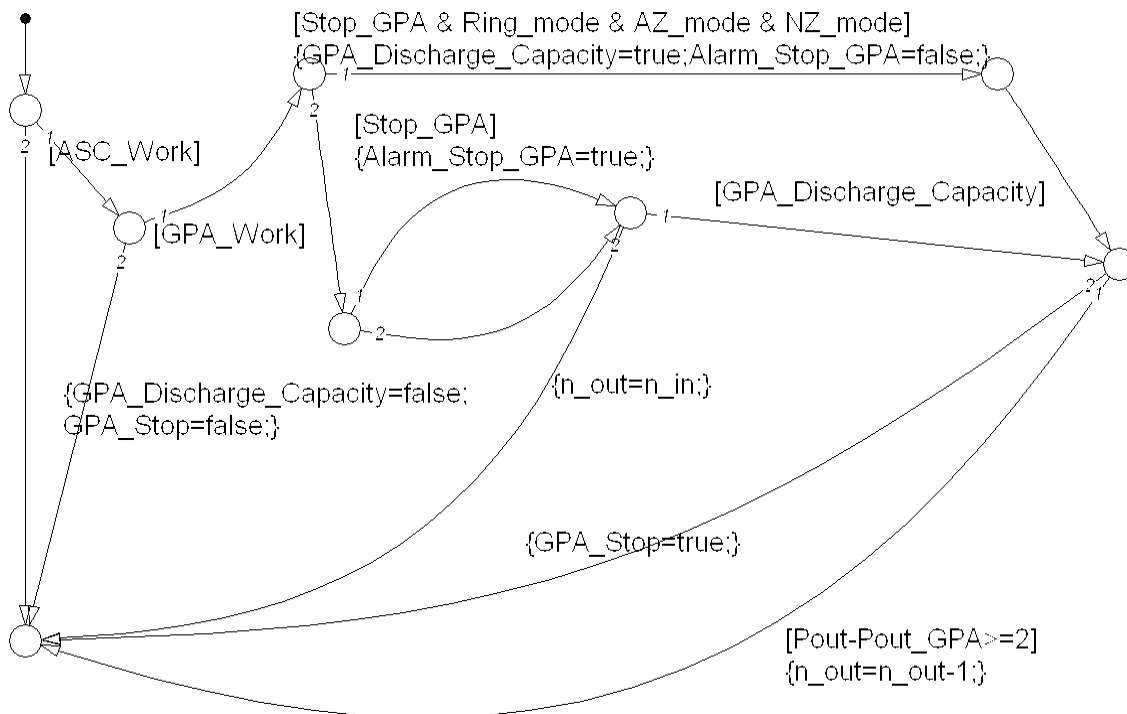 [Stop_GPA & Ring_mode & AZ_mode & NZ_mode]
{GPA_Discharge_Capacity=true;Alarm_Stop_GPA=false;}
1
2
[Stop_GPA]
{Alarm_Stop_GPA=true;}
1
2
[ASC_Work]
[GPA_Discharge_Capacity]
1
1
[GPA_Work]
2
2
2
1
1
2
{GPA_Discharge_Capacity=false;
GPA_Stop=false;}
{n_out=n_in;}
{GPA_Stop=true;}
[Pout-Pout_GPA>=2]
{n_out=n_out-1;}